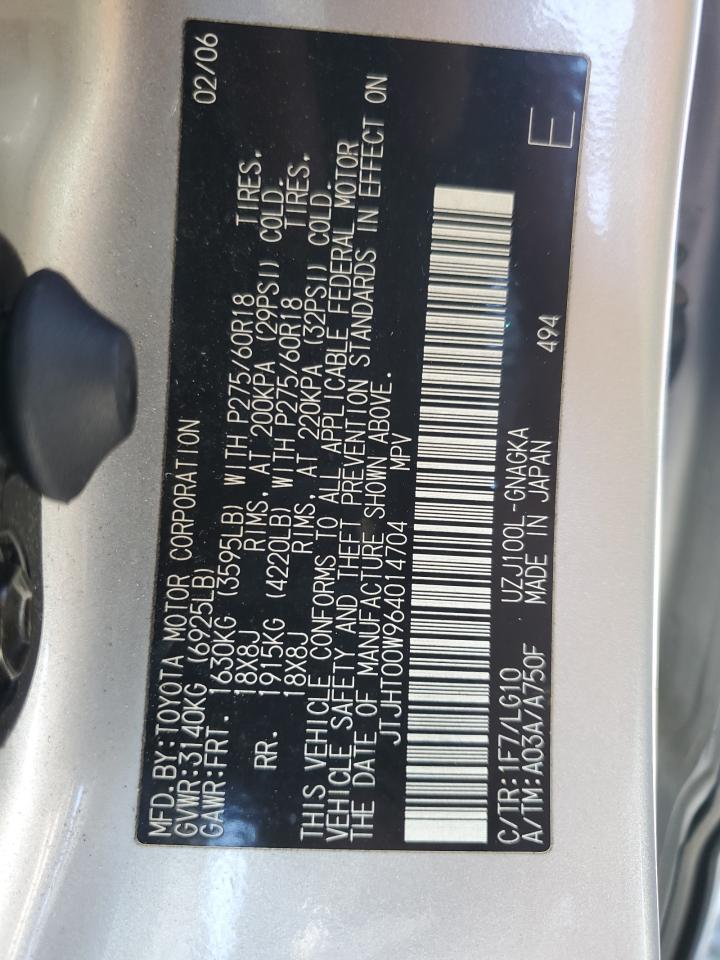 MFD. BY:TOYOTA MOTOR CORPORATION 02/06
GVWR:3140KG (6925LB)
GAWR:FRT. 1630KG (3595LB) WITH P275/60R18 TIRES,
18X8J RIMS, AT 200KPA (29PSI) COLD.
RR. 1915KG (4220LB) WITH P275/60R18 TIRES,
18X8J RIMS, AT 220KPA (32PSI) COLD.
THIS VEHICLE CONFORMS TO ALL APPLICABLE FEDERAL MOTOR
VEHICLE SAFETY AND THEFT PREVENTION STANDARDS IN EFFECT ON
THE DATE OF MANUFACTURE SHOWN ABOVE.
JTJHT00W964014704 MPV
C/TR:1F7/LG10 UZJ100L-GNAGKA 494 E
A/TM:A03A/A750F MADE IN JAPAN